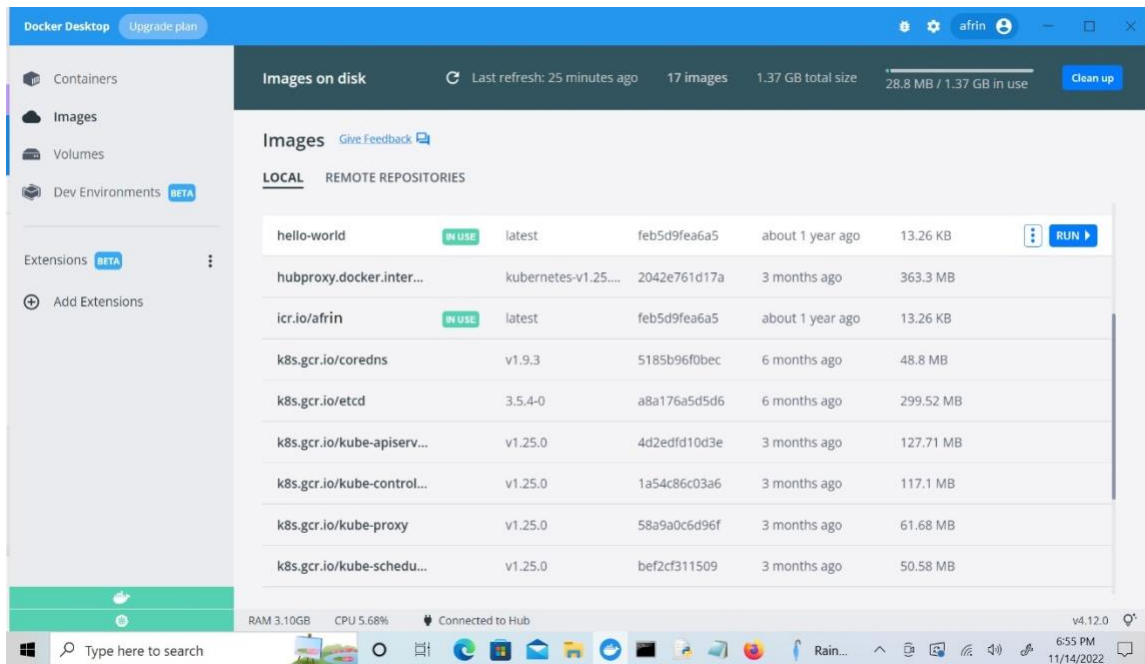 Docker Desktop Upgrade plan afrin
Containers
Images
Volumes
Dev Environments BETA
Extensions BETA
Add Extensions
Images on disk Last refresh: 25 minutes ago 17 images 1.37 GB total size 28.8 MB / 1.37 GB in use Clean up
Images Give Feedback
LOCAL REMOTE REPOSITORIES
hello-world IN USE latest feb5d9fea6a5 about 1 year ago 13.26 KB RUN
hubproxy.docker.inter... kubernetes-v1.25.... 2042e761d17a 3 months ago 363.3 MB
icr.io/afrin IN USE latest feb5d9fea6a5 about 1 year ago 13.26 KB
k8s.gcr.io/coredns v1.9.3 5185b96f0bec 6 months ago 48.8 MB
k8s.gcr.io/etcd 3.5.4-0 a8a176a5d5d6 6 months ago 299.52 MB
k8s.gcr.io/kube-apiserv... v1.25.0 4d2edfd10d3e 3 months ago 127.71 MB
k8s.gcr.io/kube-control... v1.25.0 1a54c86c03a6 3 months ago 117.1 MB
k8s.gcr.io/kube-proxy v1.25.0 58a9a0c6d96f 3 months ago 61.68 MB
k8s.gcr.io/kube-schedu... v1.25.0 bef2cf311509 3 months ago 50.58 MB
RAM 3.10GB CPU 5.68% Connected to Hub v4.12.0
Type here to search Rain... 6:55 PM
11/14/2022